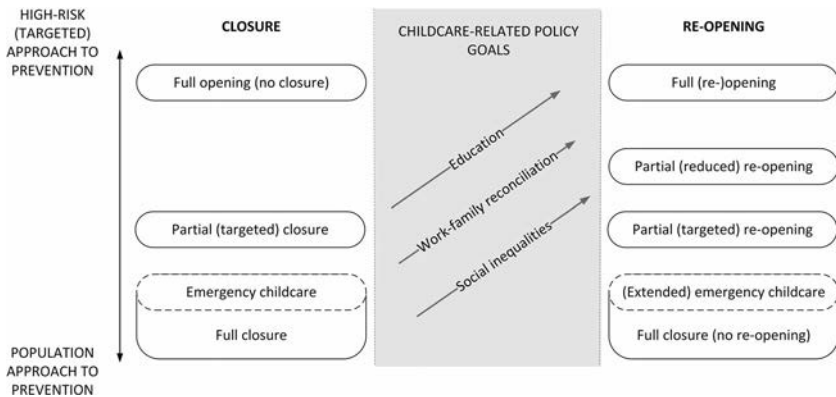 HIGH-RISK
(TARGETED)
APPROACH TO
PREVENTION
CLOSURE
CHILDCARE-RELATED POLICY
GOALS
RE-OPENING
Full opening (no closure)
Full (re-)opening
Education
Partial (reduced) re-opening
Work-family reconciliation
Partial (targeted) closure
Partial (targeted) re-opening
Social inequalities
Emergency childcare
(Extended) emergency childcare
Full closure
Full closure (no re-opening)
POPULATION
APPROACH TO
PREVENTION